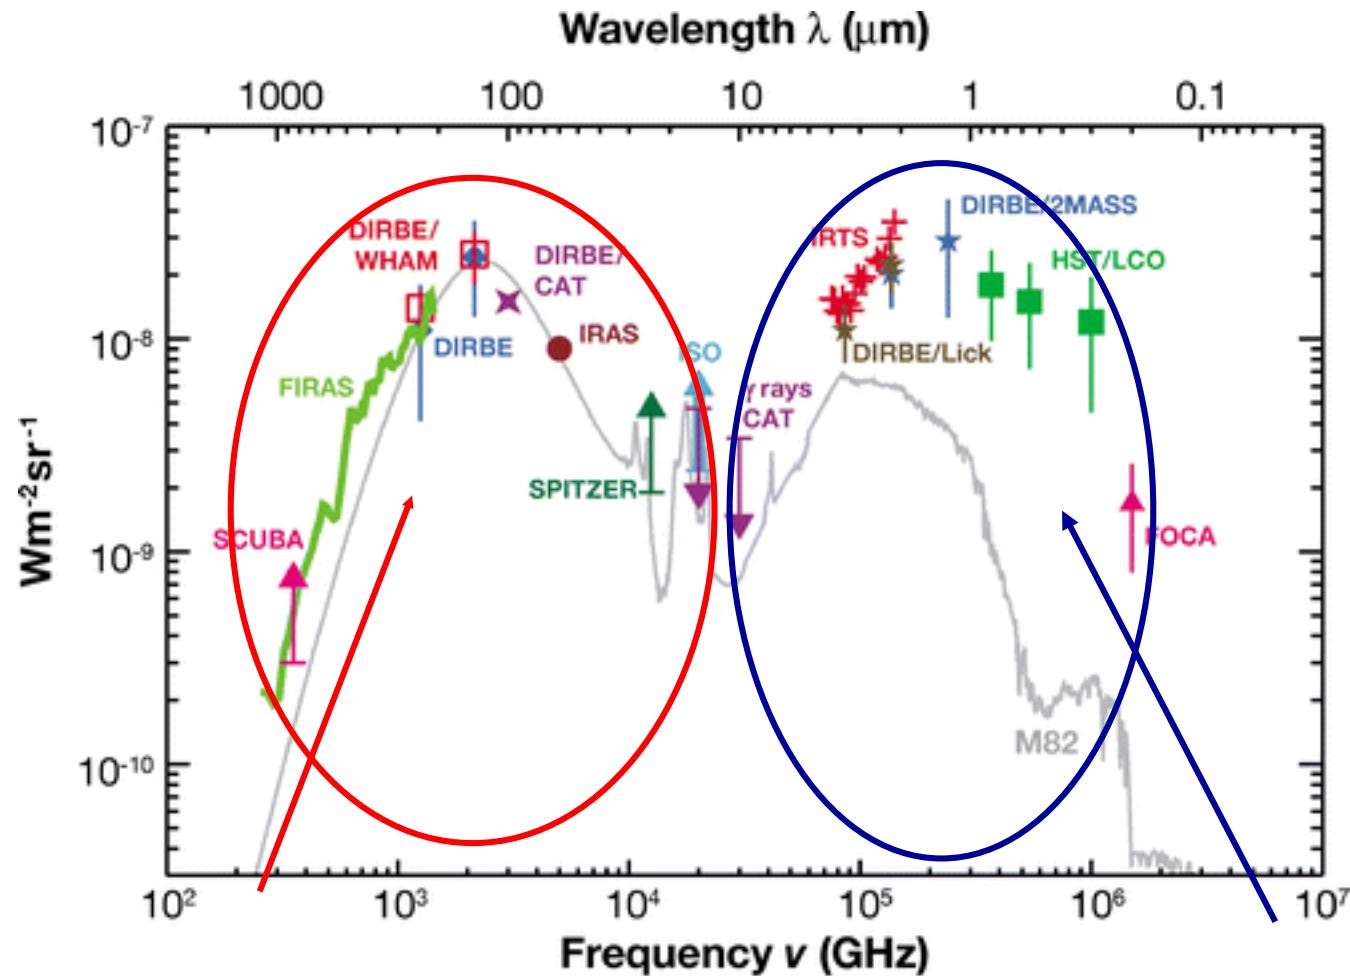 Wavelength λ (μm)
1000 100 10 1 0.1
10⁻⁷
10⁻⁸
10⁻⁹
10⁻¹⁰
Wm⁻²sr⁻¹
DIRBE/
WHAM
DIRBE/
CAT
DIRBE
IRAS
FIRAS
SCUBA
SPITZER
ISO
γ rays
CAT
IRTS
DIRBE/2MASS
HST/LCO
DIRBE/Lick
FOCA
M82
10² 10³ 10⁴ 10⁵ 10⁶ 10⁷
Frequency ν (GHz)